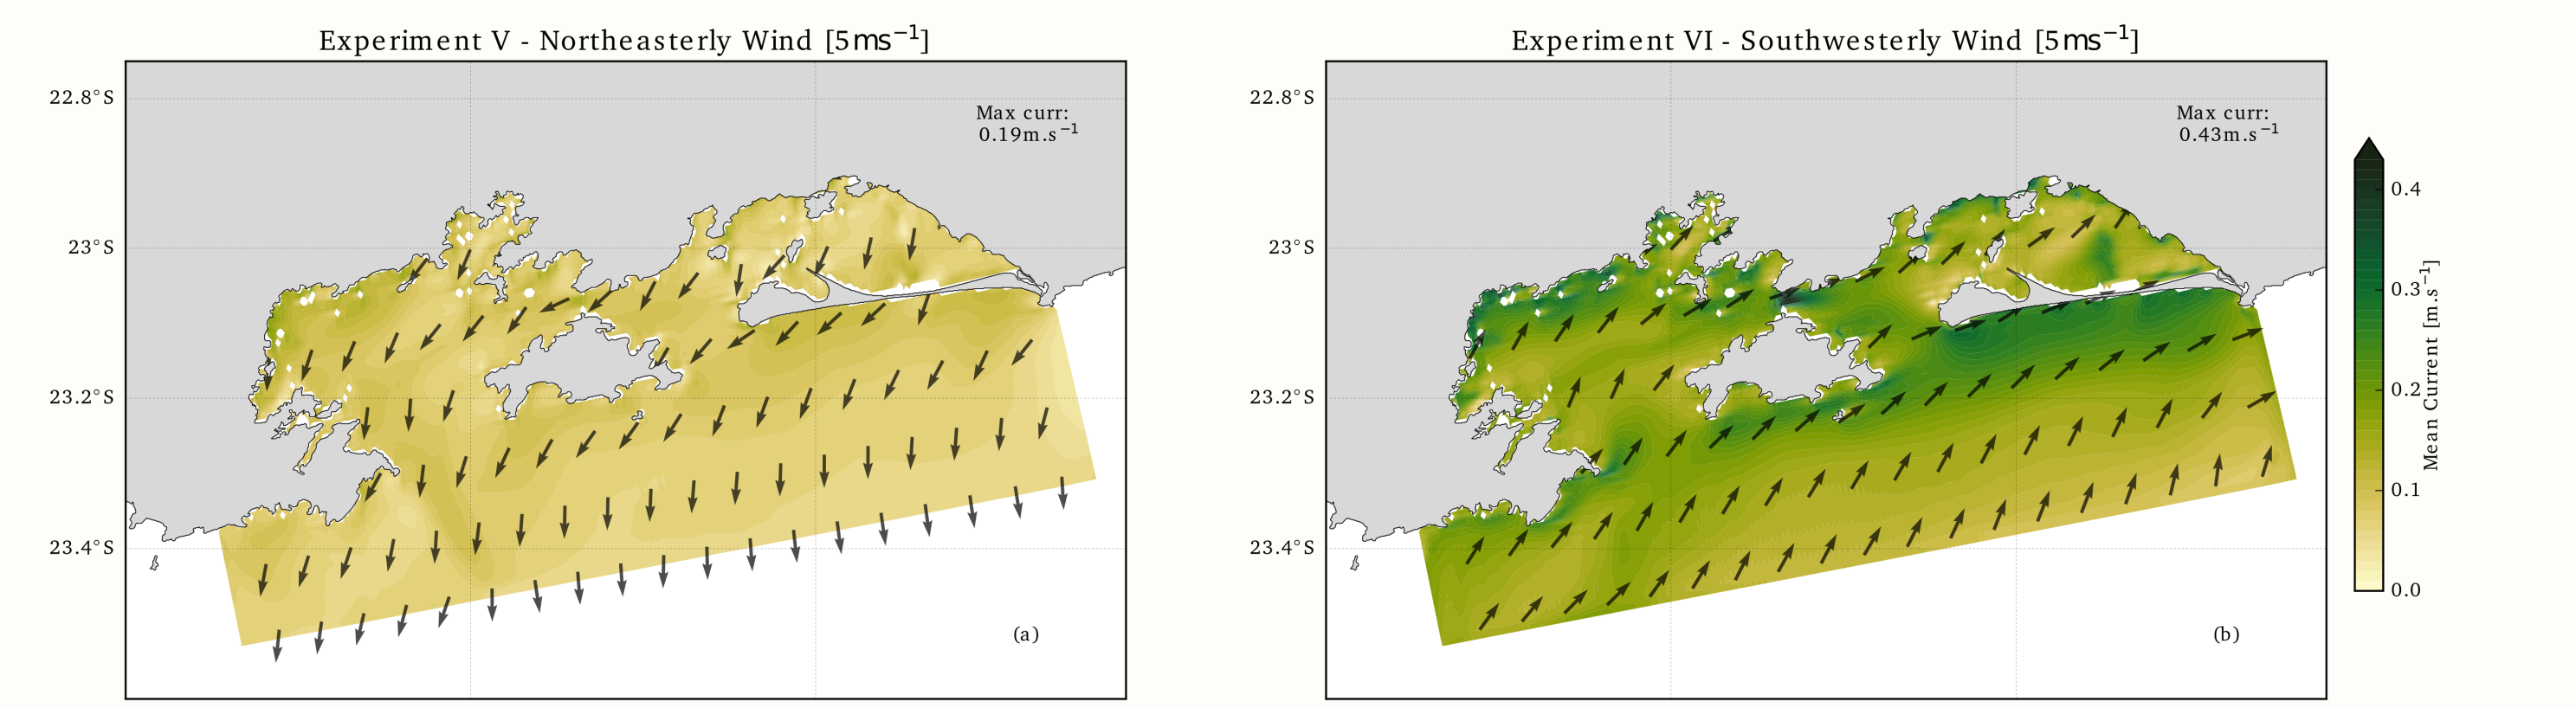 Experiment V - Northeasterly Wind [5ms⁻¹]
22.8°S
23°S
23.2°S
23.4°S
Max curr:
0.19m.s⁻¹
(a)
Experiment VI - Southwesterly Wind [5ms⁻¹]
22.8°S
23°S
23.2°S
23.4°S
Max curr:
0.43m.s⁻¹
(b)
0.4
0.3
0.2
0.1
0.0
Mean Current [m.s⁻¹]